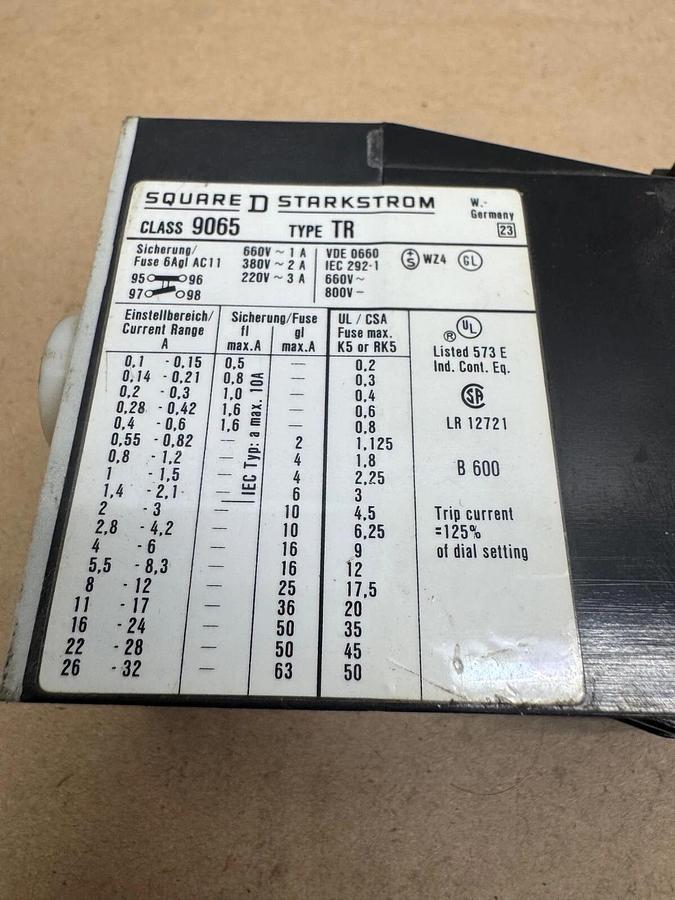 SQUARE D STARKSTROM
W.-
Germany
23
CLASS 9065 TYPE TR
Sicherung/
Fuse 6Agl AC11
660V ~ 1 A
380V ~ 2 A
220V ~ 3 A
VDE 0660
IEC 292-1
660V~
800V-
+S WZ4 GL
95 96
97 98
Einstellbereich/
Current Range
A
Sicherung/Fuse
fl gl
max.A max.A
UL / CSA
Fuse max.
K5 or RK5
0,1 -0,15 0,5 — 0.2
0,14 -0,21 0,8 — 0,3
0,2 -0,3 1,0 — 0,4
0,28 -0,42 1,6 — 0,6
0,4 -0,6 1,6 — 0,8
0,55 -0,82 — 2 1,125
0,8 -1,2 — 4 1,8
1 -1,5 — 4 2,25
1,4 -2,1 — 6 3
2 -3 — 10 4,5
2,8 -4,2 — 10 6,25
4 -6 — 16 9
5,5 -8,3 — 16 12
8 -12 — 25 17,5
11 -17 — 36 20
16 -24 — 50 35
22 -28 — 50 45
26 -32 — 63 50
IEC Typ: a max. 10A
® UL
Listed 573 E
Ind. Cont. Eq.
SA
LR 12721
B 600
Trip current
=125%
of dial setting